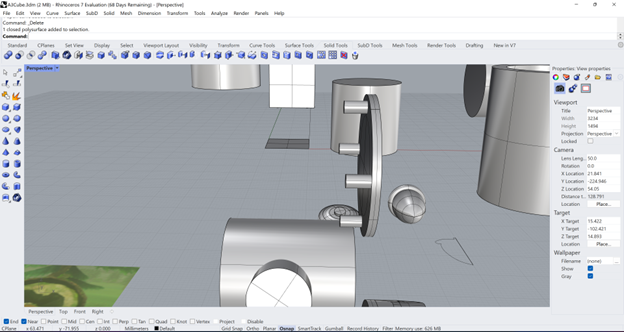 A3Cube.3dm (2 MB) - Rhinoceros 7 Evaluation (68 Days Remaining) - [Perspective]
File Edit View Curve Surface SubD Solid Mesh Dimension Transform Tools Analyze Render Panels Help
Command: _Delete
1 closed polysurface added to selection.
Command:
Standard CPlanes Set View Display Select Viewport Layout Visibility Transform Curve Tools Surface Tools Solid Tools SubD Tools Mesh Tools Render Tools Drafting New in V7
Perspective
Properties: View properties
Viewport
Title Perspective
Width 3234
Height 1494
Projection Perspective
Locked
Camera
Lens Leng... 50.0
Rotation 0.0
X Location 21.841
Y Location -224.946
Z Location 54.05
Distance t... 128.791
Location Place...
Target
X Target 15.422
Y Target -102.421
Z Target 14.893
Location Place...
Wallpaper
Filename (none) ...
Show
Gray
Perspective Top Front Right
End Near Point Mid Cen Int Perp Tan Quad Knot Vertex Project Disable
CPlane x 63.471 y -71.955 z 0.000 Millimeters Default Grid Snap Ortho Planar Osnap SmartTrack Gumball Record History Filter Memory use: 626 MB